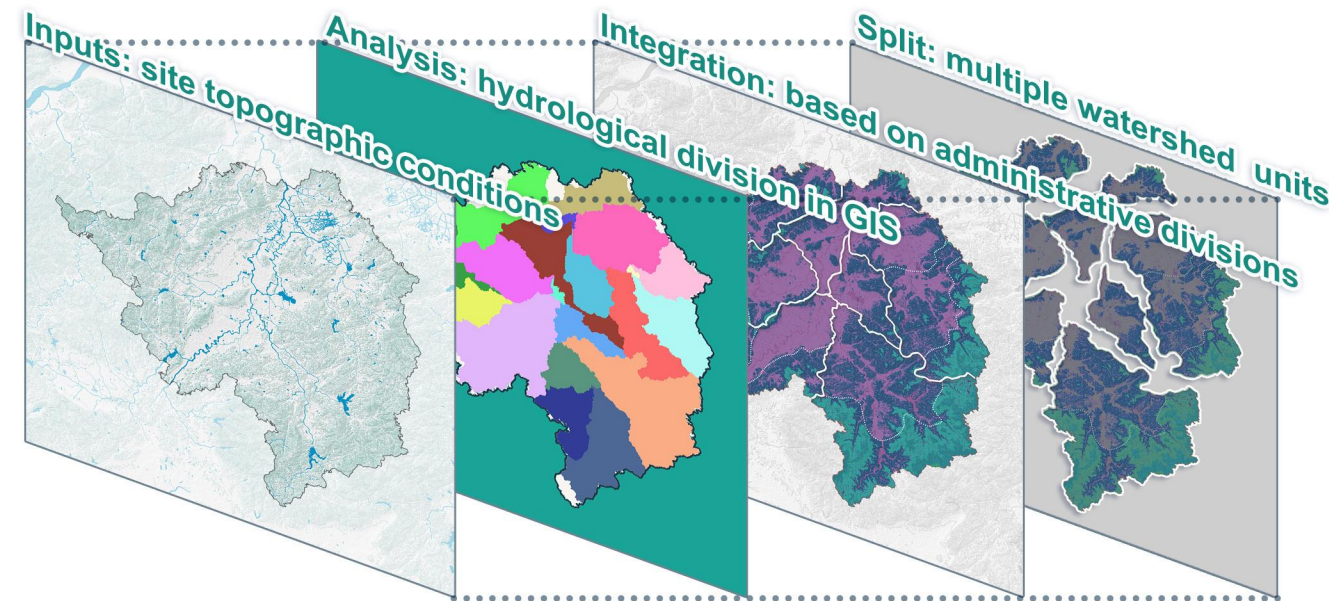 Inputs: site topographic conditions
Analysis: hydrological division in GIS
Integration: based on administrative divisions
Split: multiple watershed units